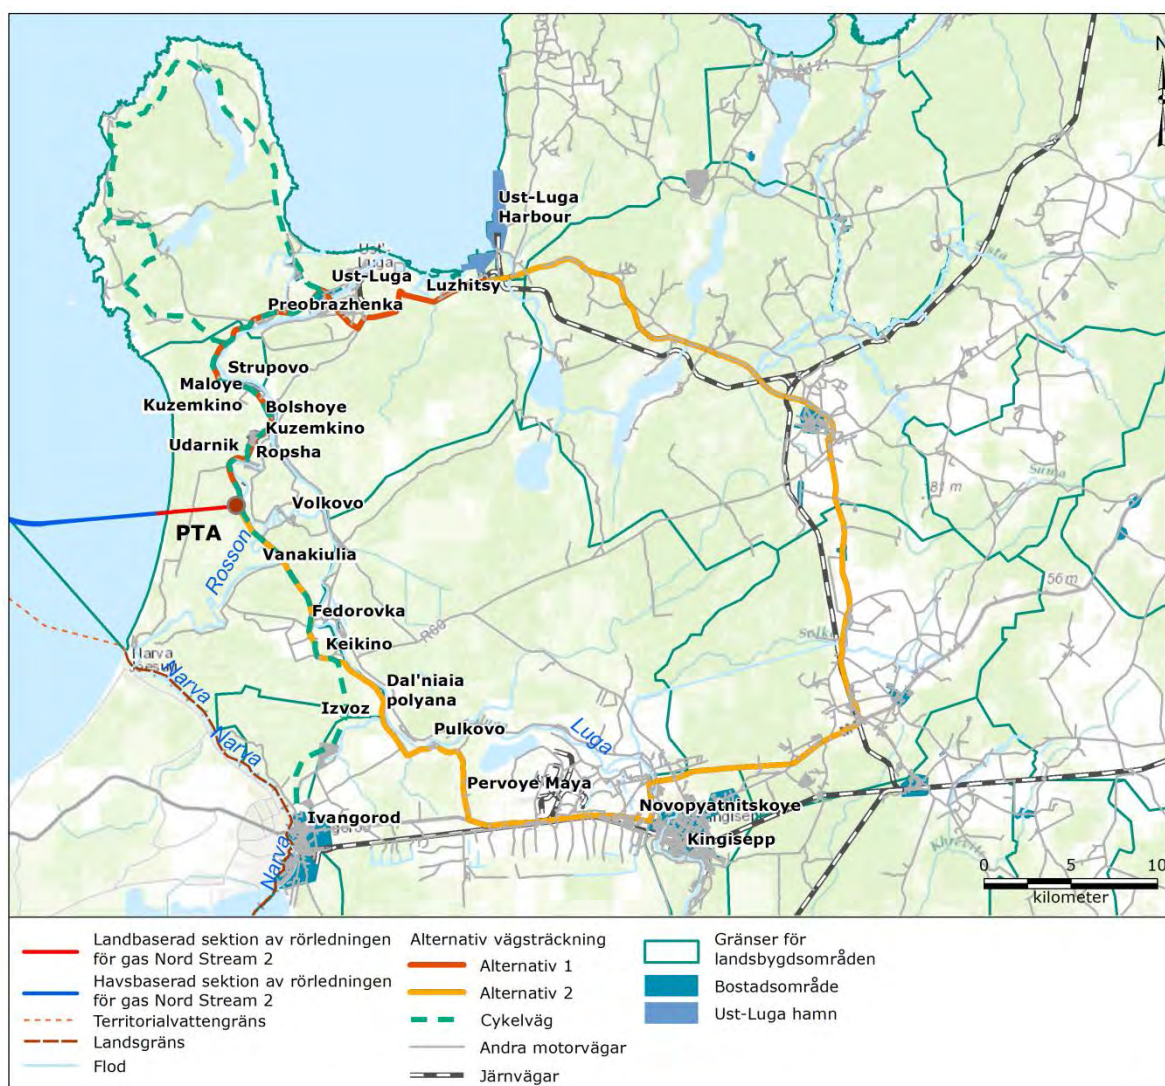 N
Ust-Luga
Harbour
Ust'-
Luga
Ust-Luga
Luzhitsy
Preobrazhenka
Strupovo
Maloye
Kuzemkino
Bolshoye
Kuzemkino
Udarnik
Ropsha
Volkovo
PTA
Rosson
Vanakiulia
Fedorovka
R60
Keikino
56 m
Narva
Dal'niaia
polyana
Narva
Izvoz
Luga
Pulkovo
Narva
Pervoye Maya
Novopyatnitskoye
Ivangorod
Kingisepp
Narva
0 5 10
kilometer
Landbaserad sektion av rörledningen
för gas Nord Stream 2
Havsbaserad sektion av rörledningen
för gas Nord Stream 2
Territorialvattengräns
Landsgräns
Flod
Alternativ vägsträckning
Alternativ 1
Alternativ 2
Cykelväg
Andra motorvägar
Järnvägar
Gränser för
landsbygdsområden
Bostadsområde
Ust-Luga hamn